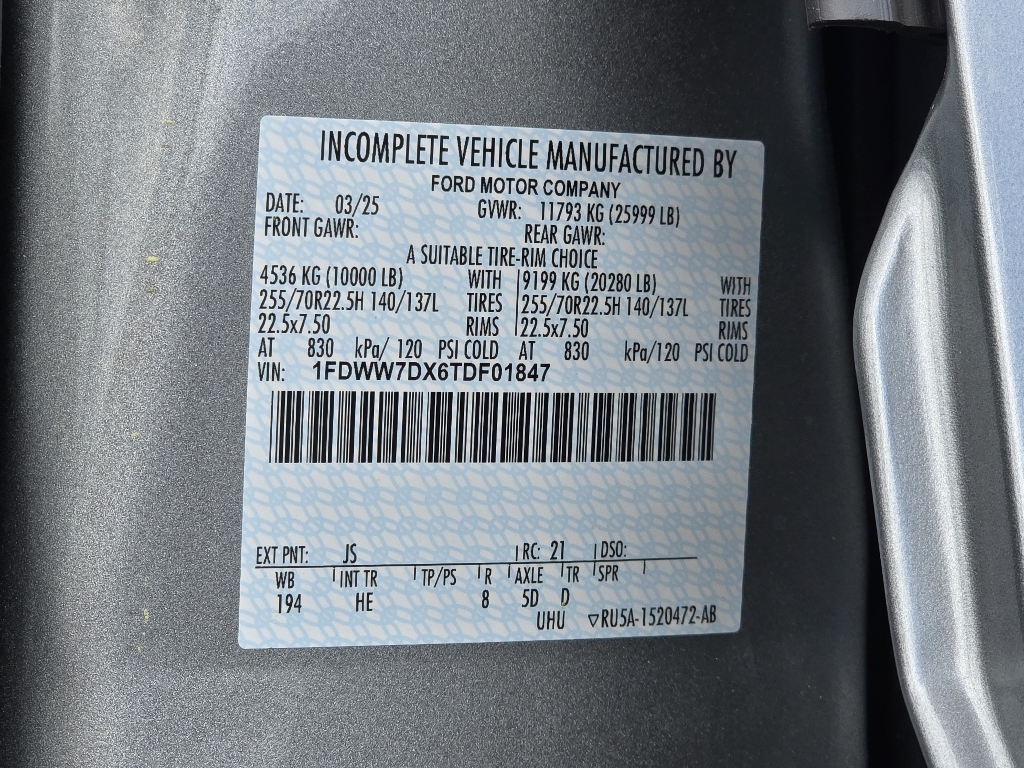 INCOMPLETE VEHICLE MANUFACTURED BY
FORD MOTOR COMPANY
DATE: 03/25 GVWR: 11793 KG (25999 LB)
FRONT GAWR: REAR GAWR:
A SUITABLE TIRE-RIM CHOICE
4536 KG (10000 LB) WITH 9199 KG (20280 LB) WITH
255/70R22.5H 140/137L TIRES 255/70R22.5H 140/137L TIRES
22.5x7.50 RIMS 22.5x7.50 RIMS
AT 830 kPa/ 120 PSI COLD AT 830 kPa/120 PSI COLD
VIN: 1FDWW7DX6TDF01847
EXT PNT: JS RC: 21 DSO:
WB INT TR TP/PS R AXLE TR SPR
194 HE 8 5D D
UHU ▽RU5A-1520472-AB